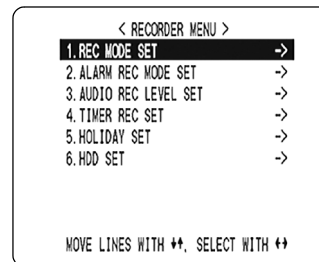 < RECORDER MENU >
1. REC MODE SET ->
2. ALARM REC MODE SET ->
3. AUDIO REC LEVEL SET ->
4. TIMER REC SET ->
5. HOLIDAY SET ->
6. HDD SET ->
MOVE LINES WITH ↓↑, SELECT WITH ←→